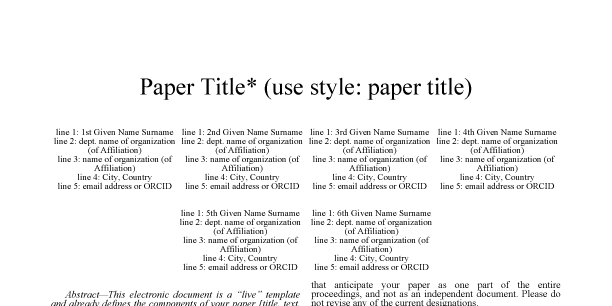 Paper Title* (use style: paper title)
line 1: 1st Given Name Surname
line 2: dept. name of organization
(of Affiliation)
line 3: name of organization (of
Affiliation)
line 4: City, Country
line 5: email address or ORCID
line 1: 2nd Given Name Surname
line 2: dept. name of organization
(of Affiliation)
line 3: name of organization (of
Affiliation)
line 4: City, Country
line 5: email address or ORCID
line 1: 3rd Given Name Surname
line 2: dept. name of organization
(of Affiliation)
line 3: name of organization (of
Affiliation)
line 4: City, Country
line 5: email address or ORCID
line 1: 4th Given Name Surname
line 2: dept. name of organization
(of Affiliation)
line 3: name of organization (of
Affiliation)
line 4: City, Country
line 5: email address or ORCID
line 1: 5th Given Name Surname
line 2: dept. name of organization
(of Affiliation)
line 3: name of organization (of
Affiliation)
line 4: City, Country
line 5: email address or ORCID
line 1: 6th Given Name Surname
line 2: dept. name of organization
(of Affiliation)
line 3: name of organization (of
Affiliation)
line 4: City, Country
line 5: email address or ORCID
Abstract—This electronic document is a “live” template
and already defines the components of your paper [title, text,
that anticipate your paper as one part of the entire
proceedings, and not as an independent document. Please do
not revise any of the current designations.